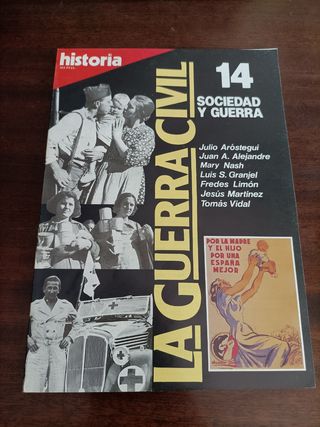 historia
14
SOCIEDAD
Y GUERRA
Julio Aróstegui
Juan A. Alejandre
Mary Nash
Luis S. Granjel
Fredes Limón
Jesús Martínez
Tomás Vidal
LA GUERRA CIVIL
POR LA MADRE
Y EL HIJO
POR UNA
ESPAÑA
MEJOR